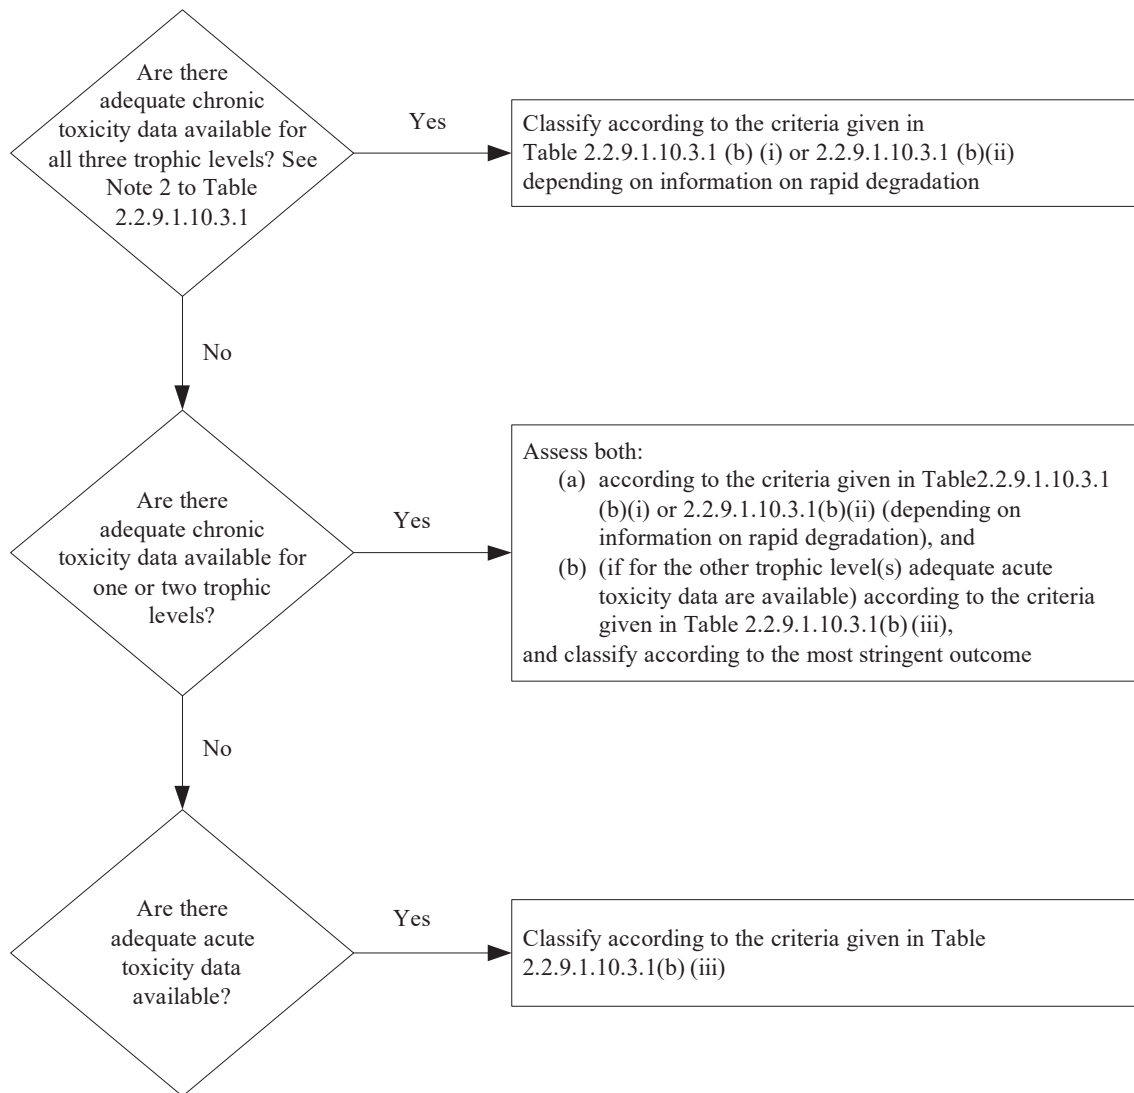 Are there
adequate chronic
toxicity data available for
all three trophic levels? See
Note 2 to Table
2.2.9.1.10.3.1
Yes
Classify according to the criteria given in
Table 2.2.9.1.10.3.1 (b) (i) or 2.2.9.1.10.3.1 (b)(ii)
depending on information on rapid degradation
No
Are there
adequate chronic
toxicity data available for
one or two trophic
levels?
Yes
Assess both:
(a) according to the criteria given in Table2.2.9.1.10.3.1
(b)(i) or 2.2.9.1.10.3.1(b)(ii) (depending on
information on rapid degradation), and
(b) (if for the other trophic level(s) adequate acute
toxicity data are available) according to the criteria
given in Table 2.2.9.1.10.3.1(b) (iii),
and classify according to the most stringent outcome
No
Are there
adequate acute
toxicity data
available?
Yes
Classify according to the criteria given in Table
2.2.9.1.10.3.1(b) (iii)